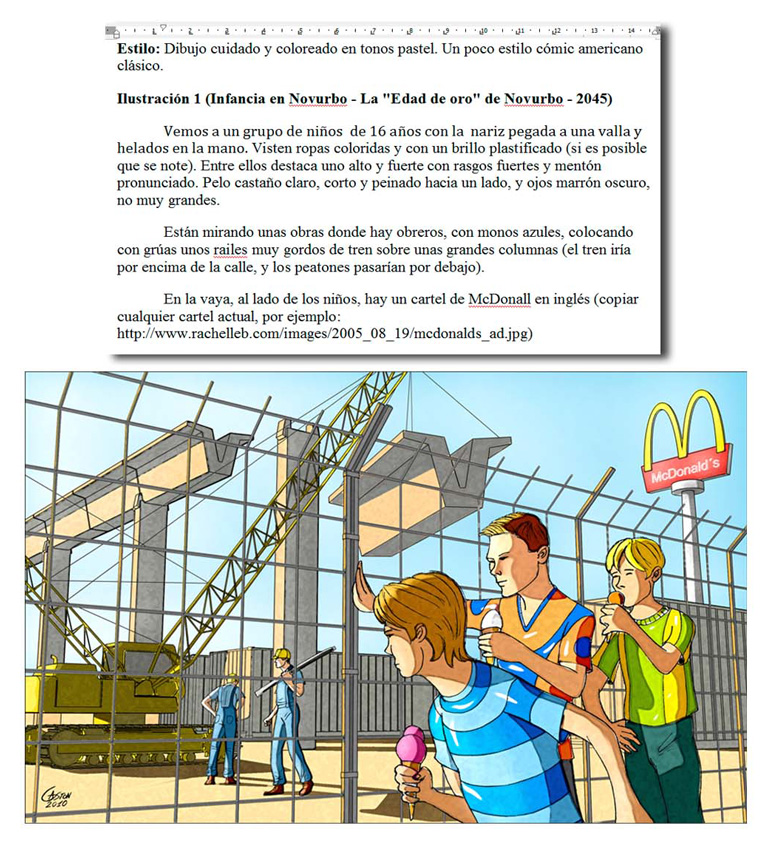 Estilo: Dibujo cuidado y coloreado en tonos pastel. Un poco estilo cómic americano
clásico.
Ilustración 1 (Infancia en Novurbo - La "Edad de oro" de Novurbo - 2045)
Vemos a un grupo de niños de 16 años con la nariz pegada a una valla y
helados en la mano. Visten ropas coloridas y con un brillo plastificado (si es posible
que se note). Entre ellos destaca uno alto y fuerte con rasgos fuertes y mentón
pronunciado. Pelo castaño claro, corto y peinado hacia un lado, y ojos marrón oscuro,
no muy grandes.
Están mirando unas obras donde hay obreros, con monos azules, colocando
con grúas unos railes muy gordos de tren sobre unas grandes columnas (el tren iría
por encima de la calle, y los peatones pasarían por debajo).
En la vaya, al lado de los niños, hay un cartel de McDonall en inglés (copiar
cualquier cartel actual, por ejemplo:
http://www.rachelleb.com/images/2005_08_19/mcdonalds_ad.jpg)
McDonald´s
2010